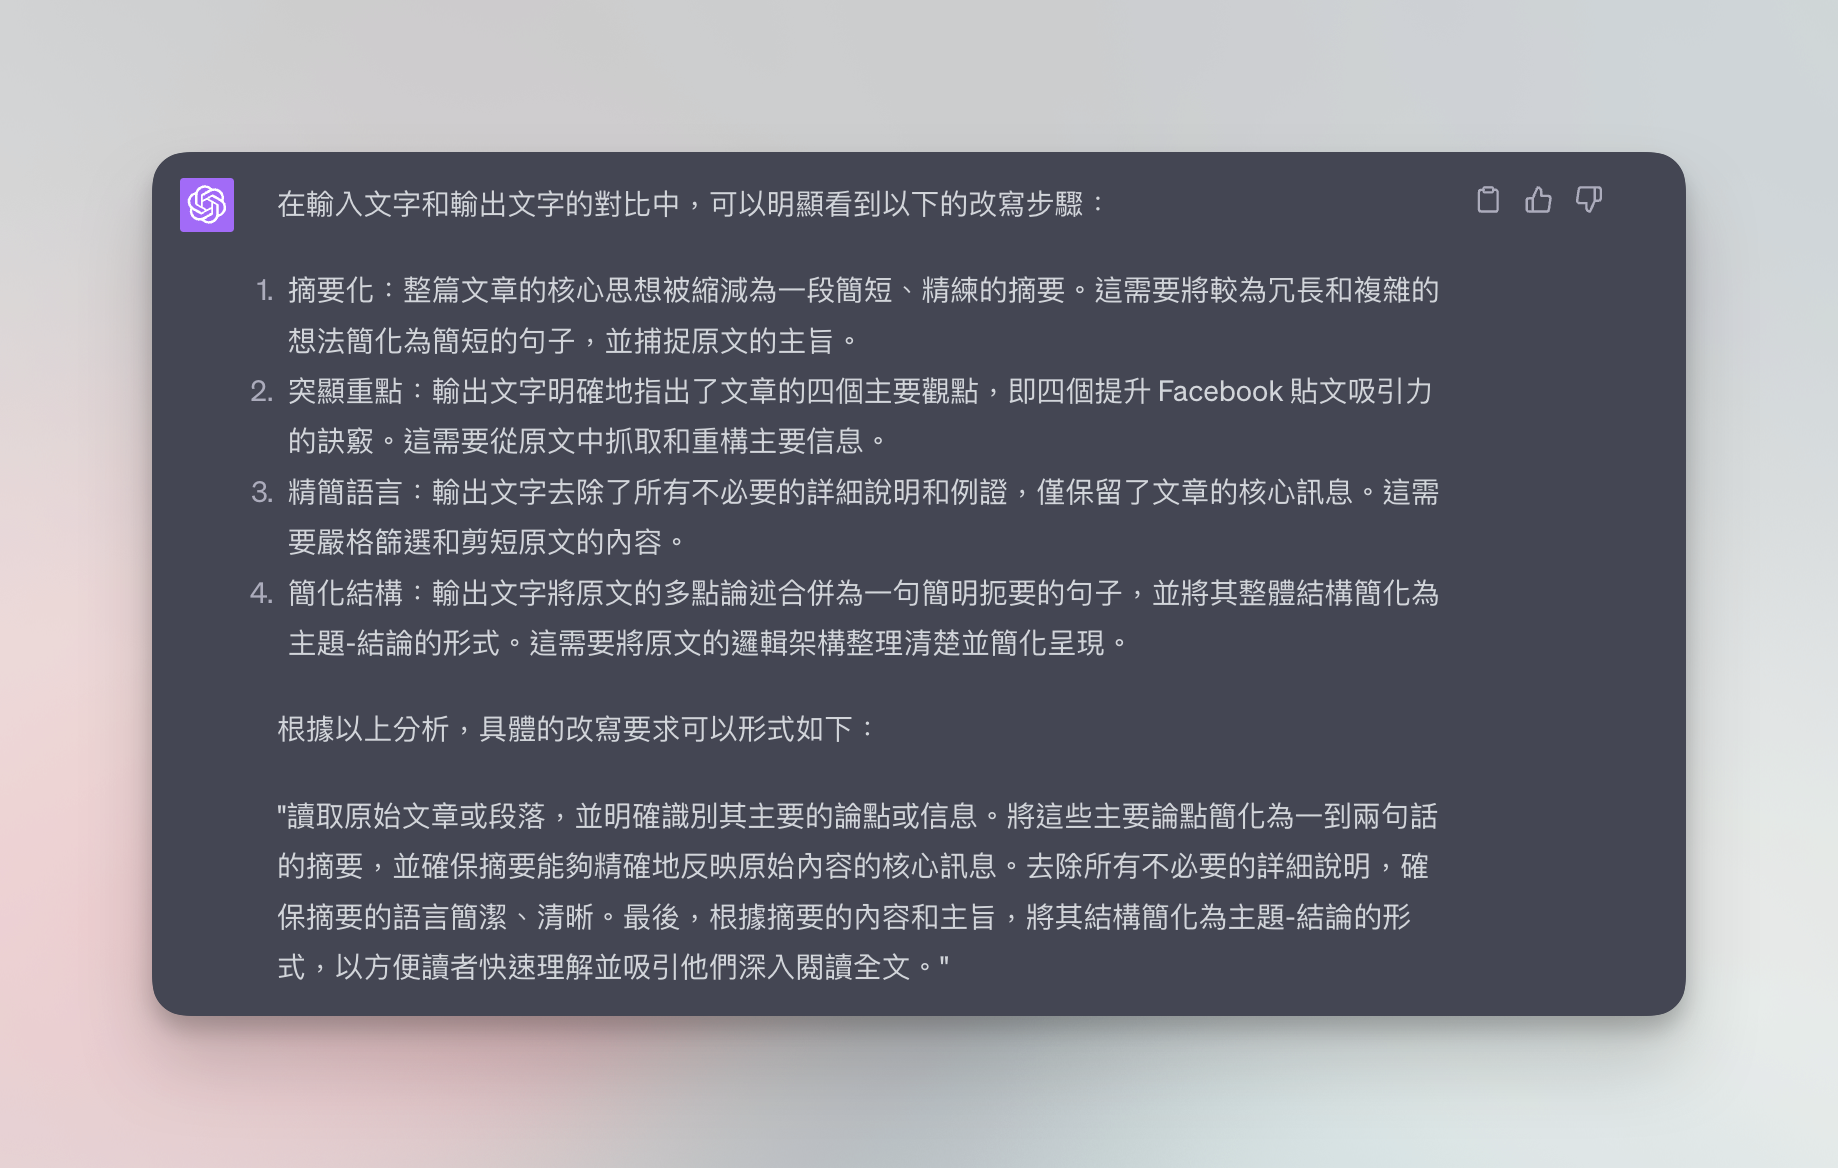 在輸入文字和輸出文字的對比中，可以明顯看到以下的改寫步驟：
1. 摘要化：整篇文章的核心思想被縮減為一段簡短、精練的摘要。這需要將較為冗長和複雜的
想法簡化為簡短的句子，並捕捉原文的主旨。
2. 突顯重點：輸出文字明確地指出了文章的四個主要觀點，即四個提升 Facebook 貼文吸引力
的訣竅。這需要從原文中抓取和重構主要信息。
3. 精簡語言：輸出文字去除了所有不必要的詳細說明和例證，僅保留了文章的核心訊息。這需
要嚴格篩選和剪短原文的內容。
4. 簡化結構：輸出文字將原文的多點論述合併為一句簡明扼要的句子，並將其整體結構簡化為
主題-結論的形式。這需要將原文的邏輯架構整理清楚並簡化呈現。
根據以上分析，具體的改寫要求可以形式如下：
"讀取原始文章或段落，並明確識別其主要的論點或信息。將這些主要論點簡化為一到兩句話
的摘要，並確保摘要能夠精確地反映原始內容的核心訊息。去除所有不必要的詳細說明，確
保摘要的語言簡潔、清晰。最後，根據摘要的內容和主旨，將其結構簡化為主題-結論的形
式，以方便讀者快速理解並吸引他們深入閱讀全文。"